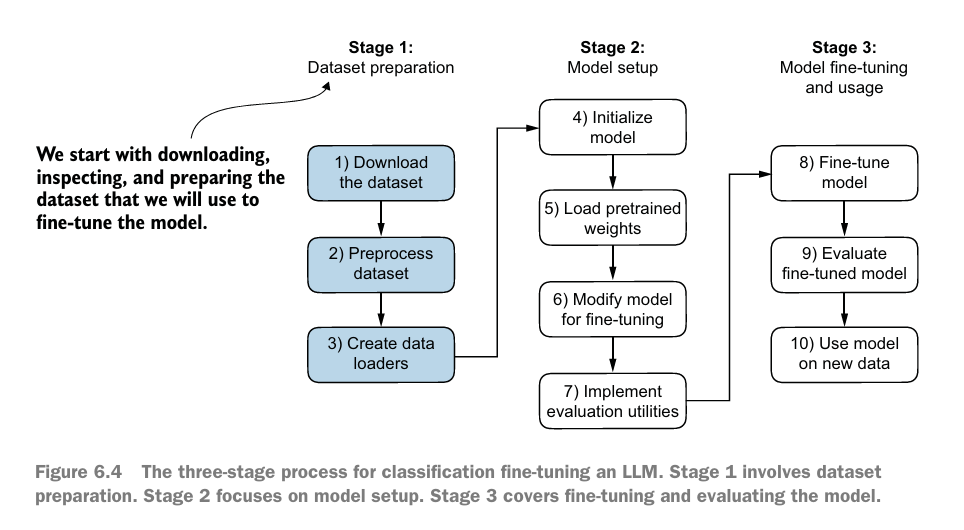 Stage 1:
Dataset preparation
We start with downloading,
inspecting, and preparing the
dataset that we will use to
fine-tune the model.
1) Download
the dataset
2) Preprocess
dataset
3) Create data
loaders
Stage 2:
Model setup
4) Initialize
model
5) Load pretrained
weights
6) Modify model
for fine-tuning
7) Implement
evaluation utilities
Stage 3:
Model fine-tuning
and usage
8) Fine-tune
model
9) Evaluate
fine-tuned model
10) Use model
on new data
Figure 6.4 The three-stage process for classification fine-tuning an LLM. Stage 1 involves dataset
preparation. Stage 2 focuses on model setup. Stage 3 covers fine-tuning and evaluating the model.